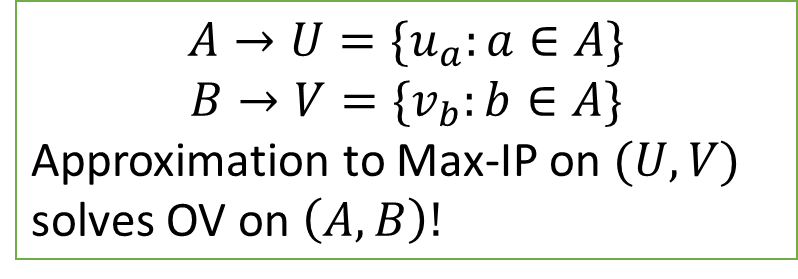 A → U = {u_a: a ∈ A}
B → V = {v_b: b ∈ A}
Approximation to Max-IP on (U, V)
solves OV on (A, B)!